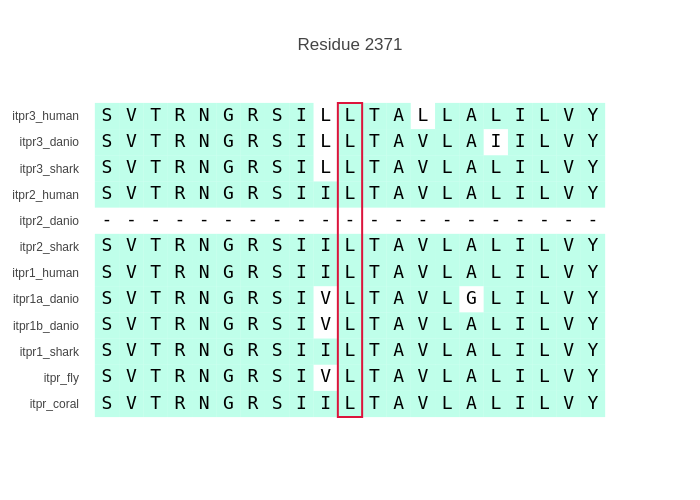 Residue 2371
itpr3_human S V T R N G R S I L L T A L L A L I L V Y
itpr3_danio S V T R N G R S I L L T A V L A I I L V Y
itpr3_shark S V T R N G R S I L L T A V L A L I L V Y
itpr2_human S V T R N G R S I I L T A V L A L I L V Y
itpr2_danio - - - - - - - - - - - - - - - - - - - - -
itpr2_shark S V T R N G R S I I L T A V L A L I L V Y
itpr1_human S V T R N G R S I I L T A V L A L I L V Y
itpr1a_danio S V T R N G R S I V L T A V L G L I L V Y
itpr1b_danio S V T R N G R S I V L T A V L A L I L V Y
itpr1_shark S V T R N G R S I I L T A V L A L I L V Y
itpr_fly S V T R N G R S I V L T A V L A L I L V Y
itpr_coral S V T R N G R S I I L T A V L A L I L V Y